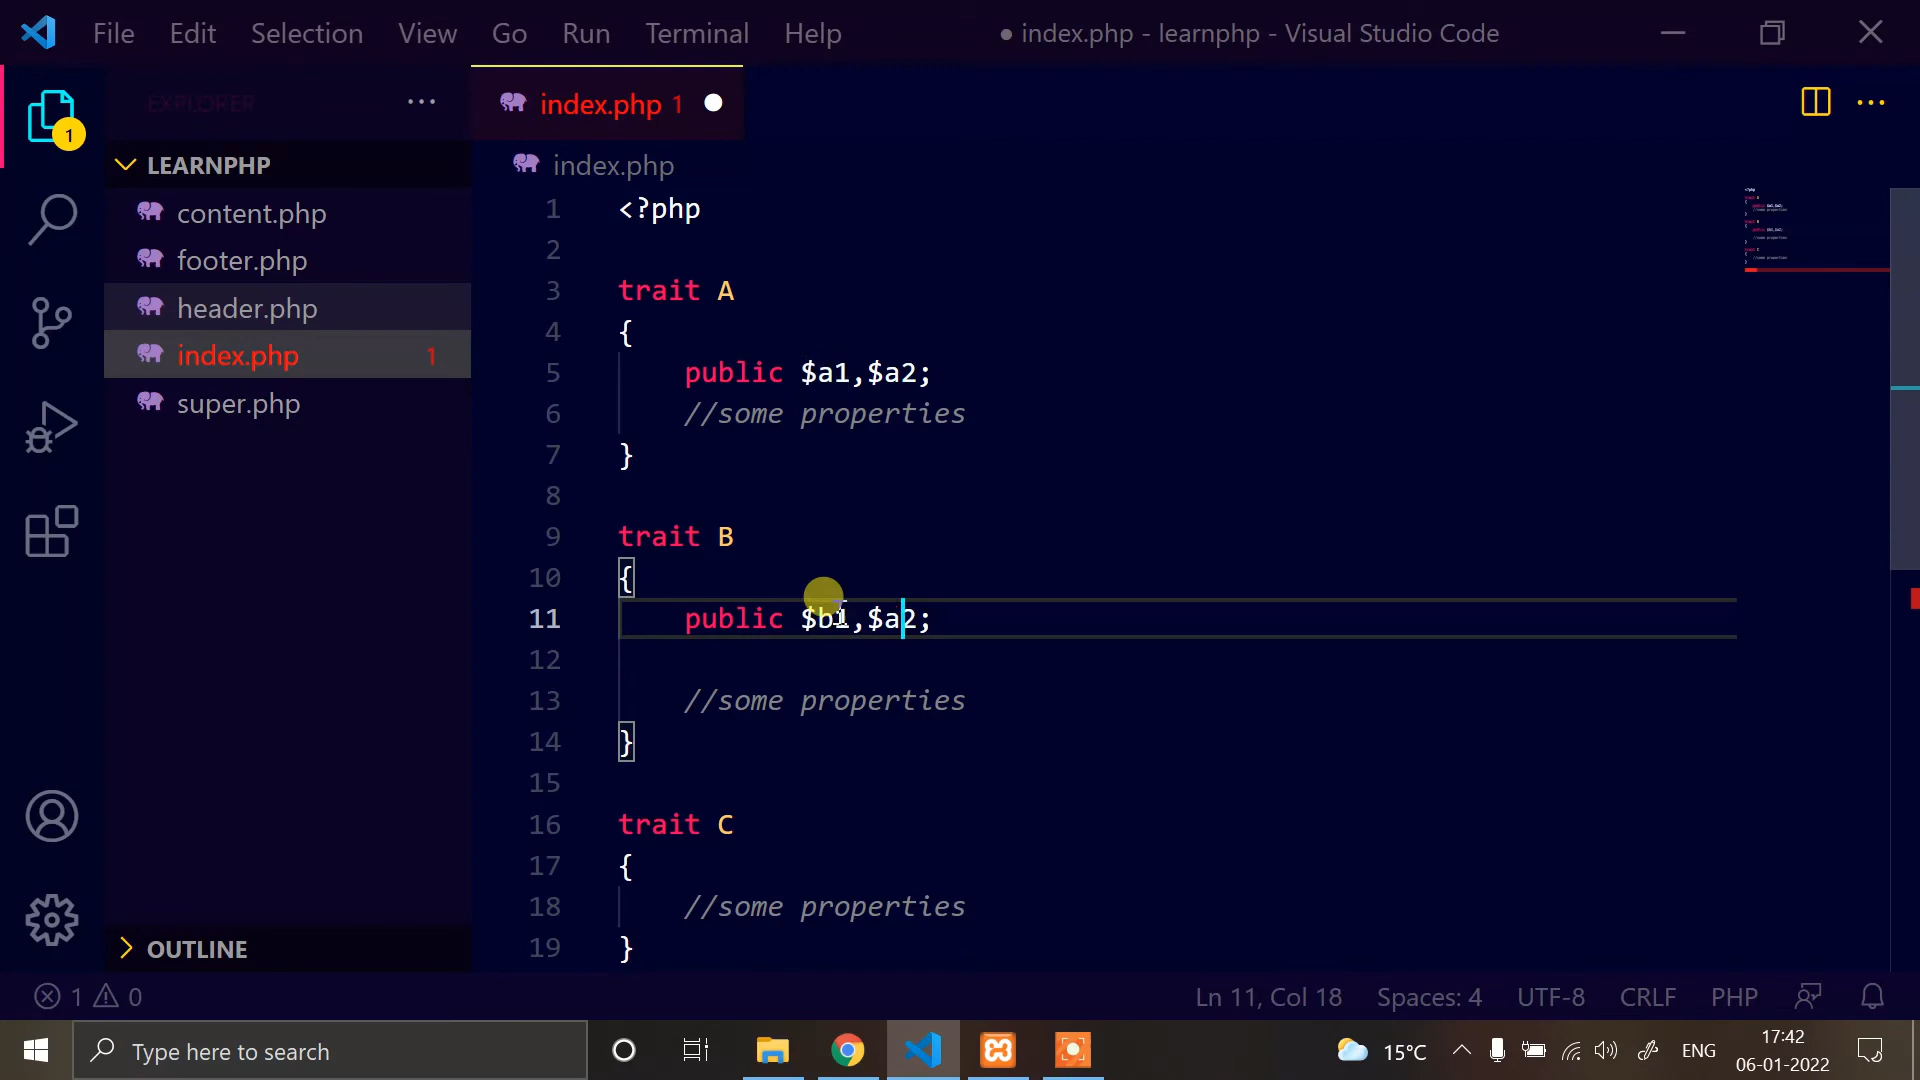 File Edit Selection View Go Run Terminal Help ● index.php - learnphp - Visual Studio Code
EXPLORER ...
index.php 1
LEARNPHP
content.php
footer.php
header.php
index.php 1
super.php
OUTLINE
index.php
1 <?php
2
3 trait A
4 {
5 public $a1,$a2;
6 //some properties
7 }
8
9 trait B
10 {
11 public $b1,$a2;
12
13 //some properties
14 }
15
16 trait C
17 {
18 //some properties
19 }
1
1 0 Ln 11, Col 18 Spaces: 4 UTF-8 CRLF PHP
Type here to search
15°C ENG 17:42
06-01-2022